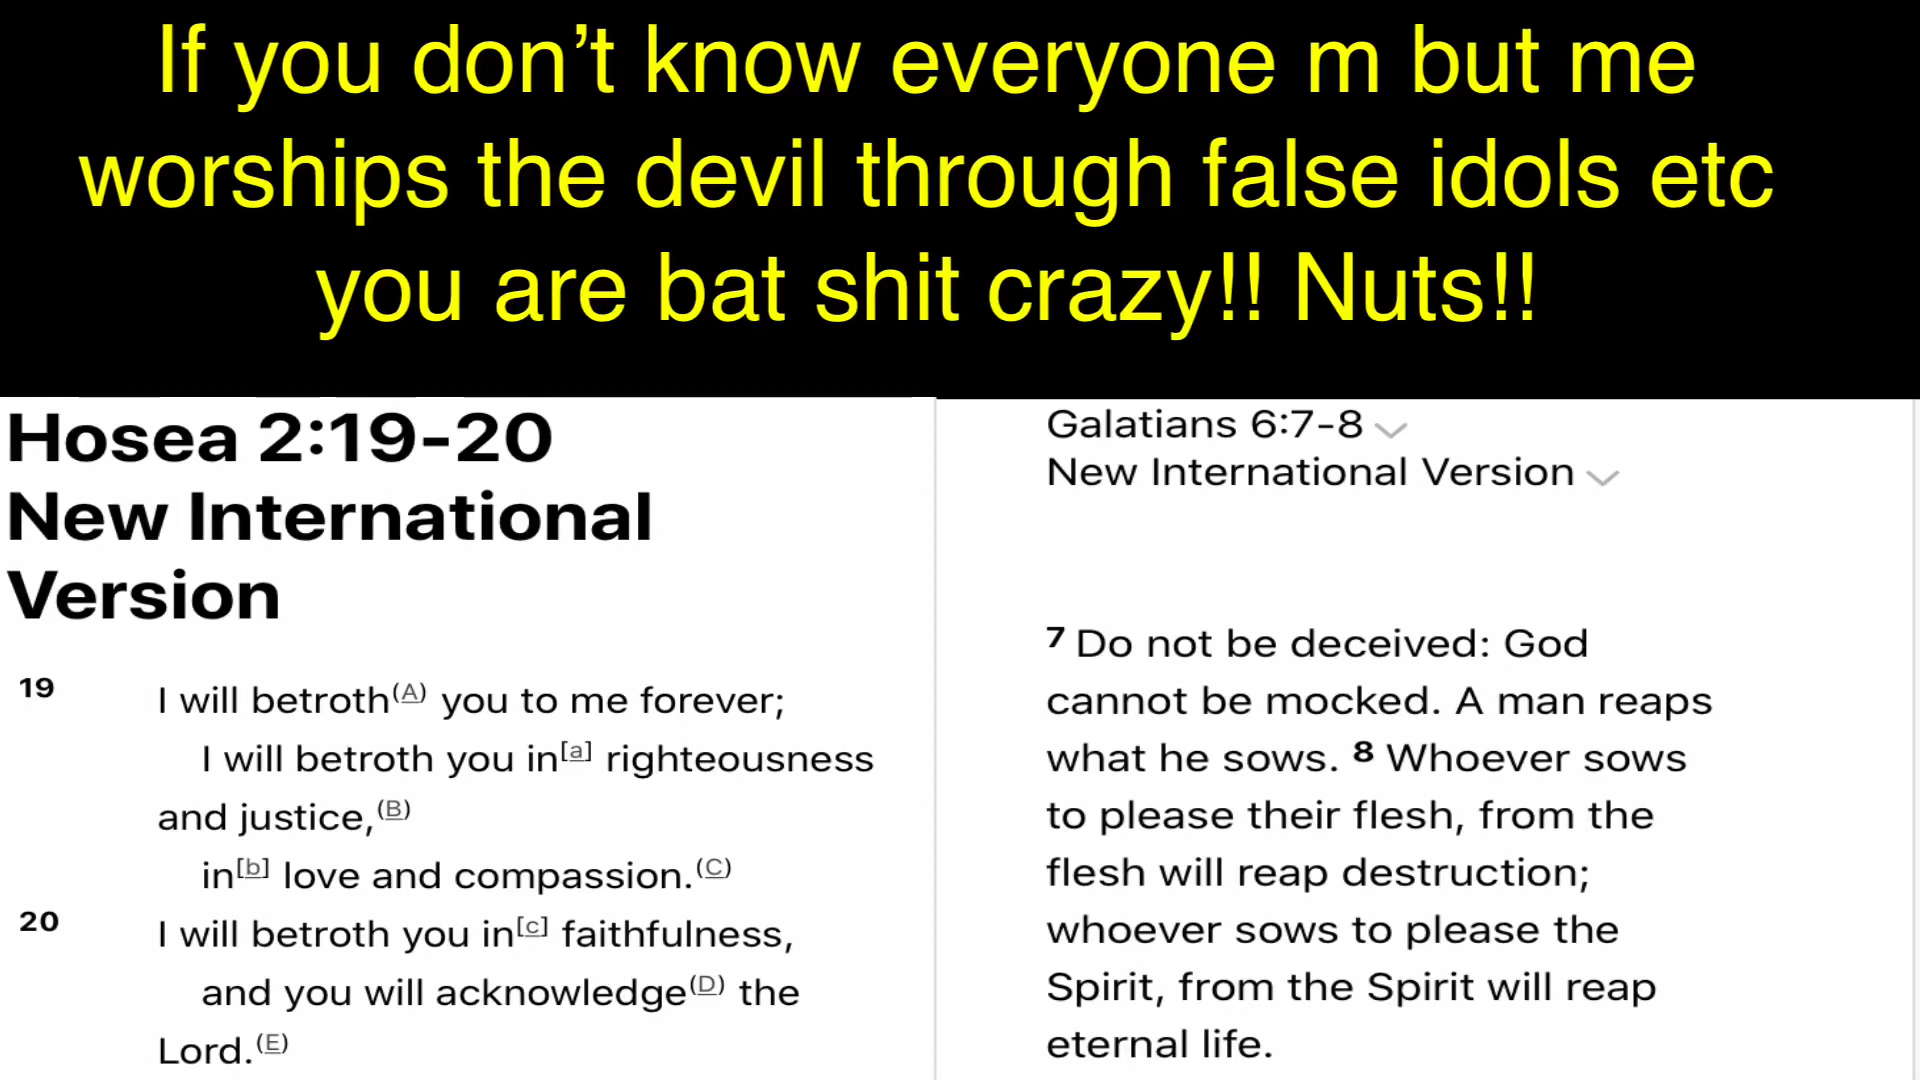 If you don’t know everyone m but me
worships the devil through false idols etc
you are bat shit crazy!! Nuts!!
Hosea 2:19-20
New International
Version
19 I will betroth(A) you to me forever;
I will betroth you in[a] righteousness
and justice,(B)
in[b] love and compassion.(C)
20 I will betroth you in[c] faithfulness,
and you will acknowledge(D) the
Lord.(E)
Galatians 6:7-8
New International Version
7 Do not be deceived: God
cannot be mocked. A man reaps
what he sows. 8 Whoever sows
to please their flesh, from the
flesh will reap destruction;
whoever sows to please the
Spirit, from the Spirit will reap
eternal life.